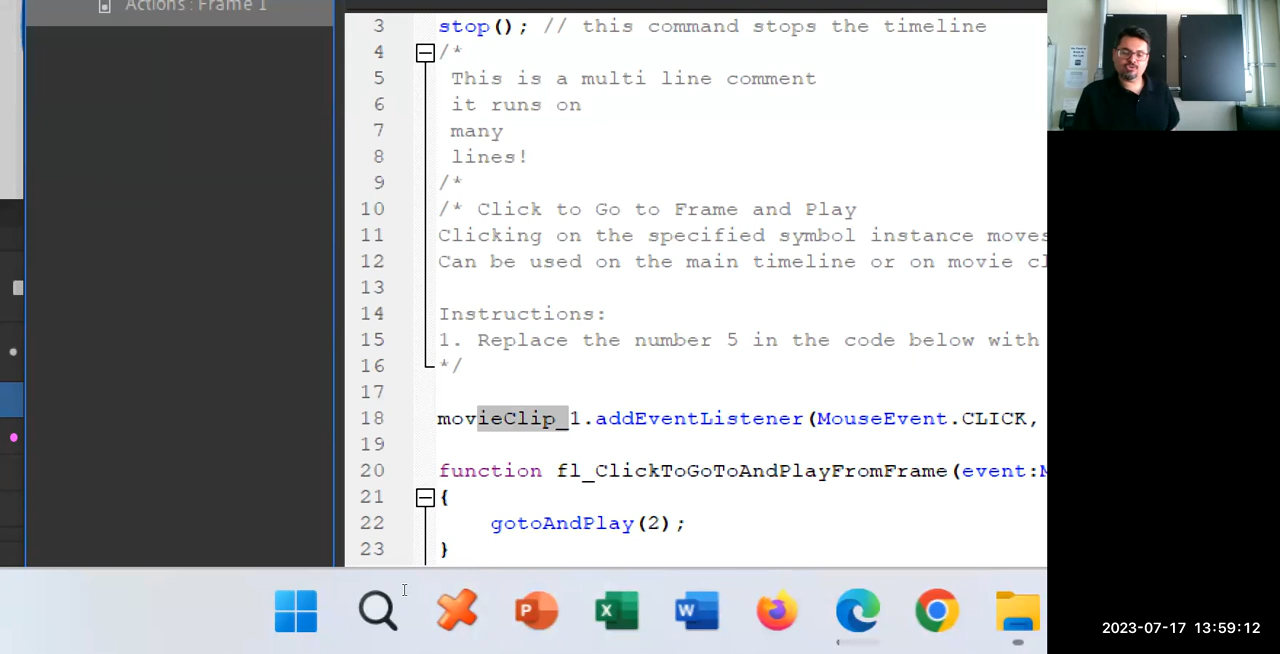 Actions : Frame 1
3 stop(); // this command stops the timeline
4 /*
5 This is a multi line comment
6 it runs on
7 many
8 lines!
9 /*
10 /* Click to Go to Frame and Play
11 Clicking on the specified symbol instance moves
12 Can be used on the main timeline or on movie cl
13
14 Instructions:
15 1. Replace the number 5 in the code below with
16 */
17
18 movieClip_1.addEventListener(MouseEvent.CLICK,
19
20 function fl_ClickToGoToAndPlayFromFrame(event:M
21 {
22 gotoAndPlay(2);
23 }
P
X
W
2023-07-17 13:59:12